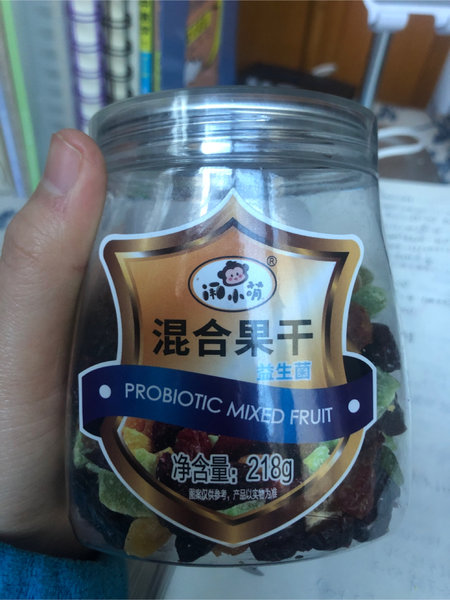 闹小萌®
混合果干
益生菌
PROBIOTIC MIXED FRUIT
净含量：218g
图案仅供参考，产品以实物为准